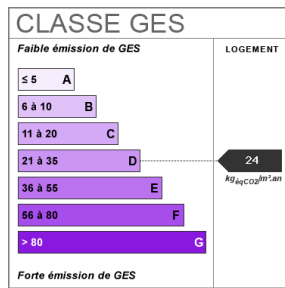 CLASSE GES
Faible émission de GES
LOGEMENT
≤ 5 A
6 à 10 B
11 à 20 C
21 à 35 D
24
kgéqCO2/m².an
36 à 55 E
56 à 80 F
> 80 G
Forte émission de GES